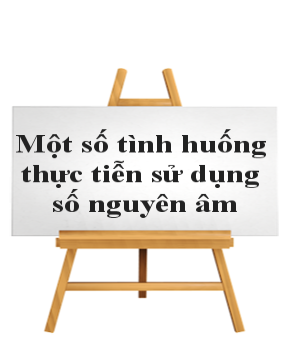 Một số tình huống
thực tiễn sử dụng
số nguyên âm